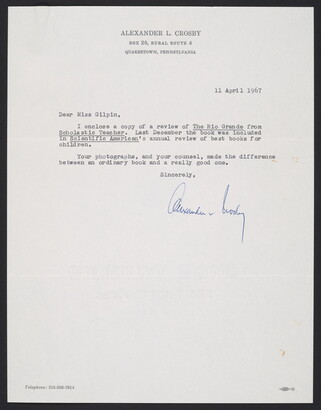 ALEXANDER L. CROSBY
BOX 26, RURAL ROUTE 4
QUAKERTOWN, PENNSYLVANIA
11 April 1967
Dear Miss Gilpin,
I enclose a copy of a review of The Rio Grande from
Scholastic Teacher. Last December the book was included
in Scientific American's annual review of best books for
children.
Your photographs, and your counsel, made the difference
between an ordinary book and a really good one.
Sincerely,
Alexander L. Crosby